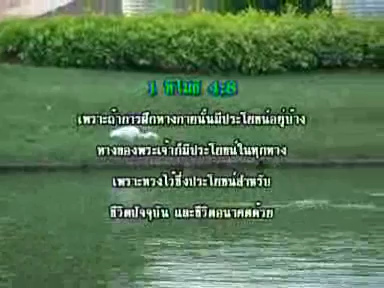 1 ทิโมธี 4:8
เพราะถ้าการฝึกทางกายนั้นมีประโยชน์อยู่บ้าง
ทางของพระเจ้าก็มีประโยชน์ในทุกทาง
เพราะทรงไว้ซึ่งประโยชน์สำหรับ
ชีวิตปัจจุบัน และชีวิตอนาคตด้วย